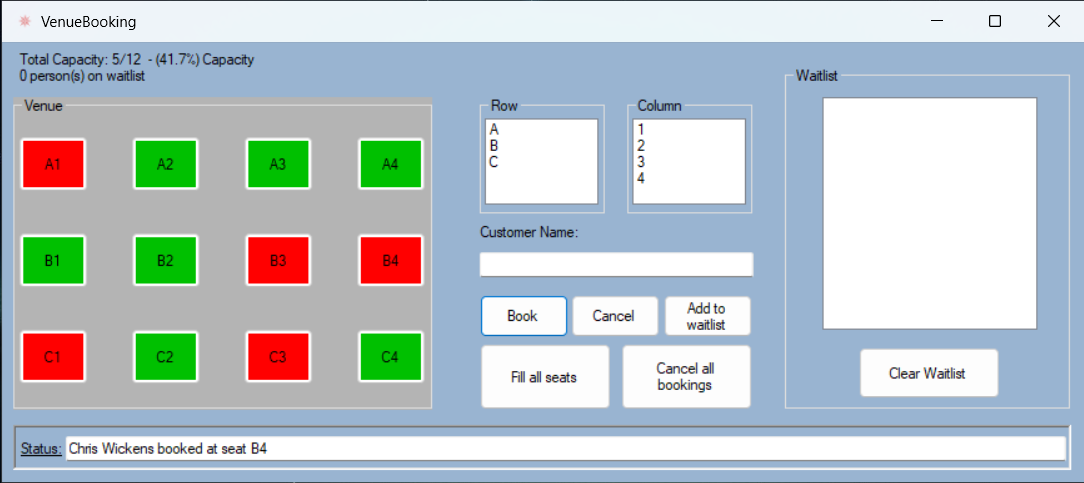 VenueBooking
Total Capacity: 5/12 - (41.7%) Capacity
0 person(s) on waitlist
Venue
A1 A2 A3 A4
B1 B2 B3 B4
C1 C2 C3 C4
Row
A
B
C
Column
1
2
3
4
Customer Name:
Book
Cancel
Add to
waitlist
Fill all seats
Cancel all
bookings
Waitlist
Clear Waitlist
Status: Chris Wickens booked at seat B4